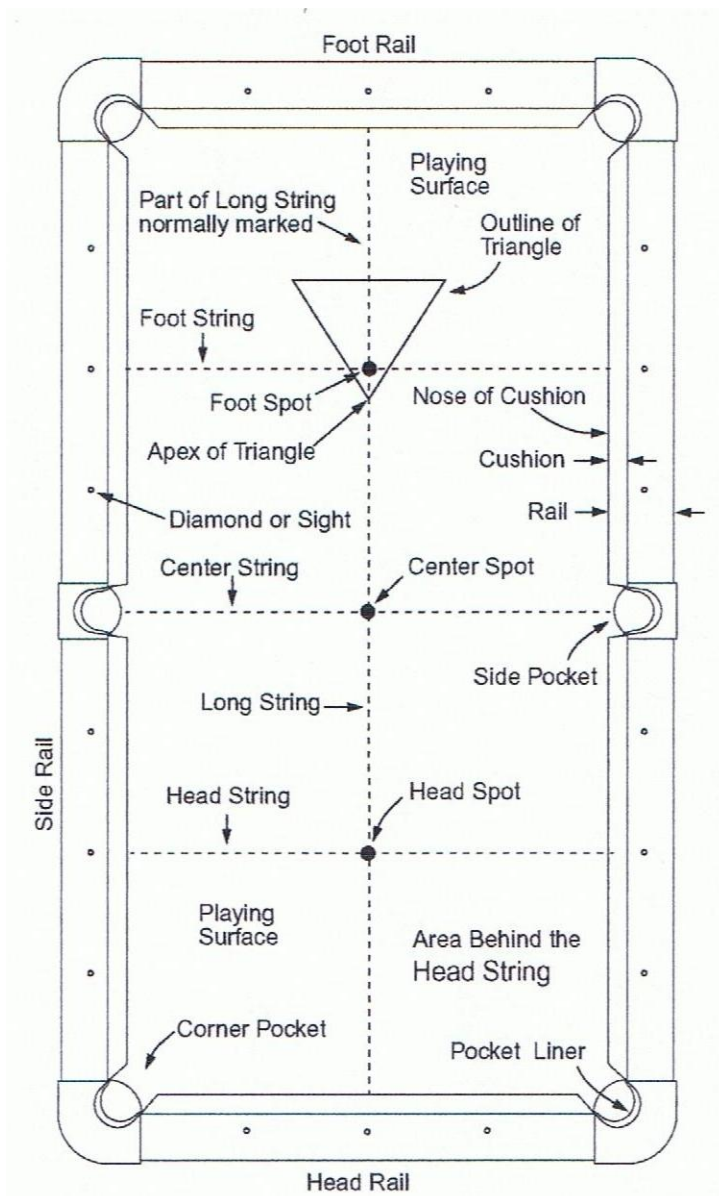 Foot Rail
Playing
Surface
Part of Long String
normally marked
Outline of
Triangle
Foot String
Foot Spot
Nose of Cushion
Apex of Triangle
Cushion
Rail
Diamond or Sight
Center String
Center Spot
Side Pocket
Long String
Side Rail
Head String
Head Spot
Playing
Surface
Area Behind the
Head String
Corner Pocket
Pocket Liner
Head Rail